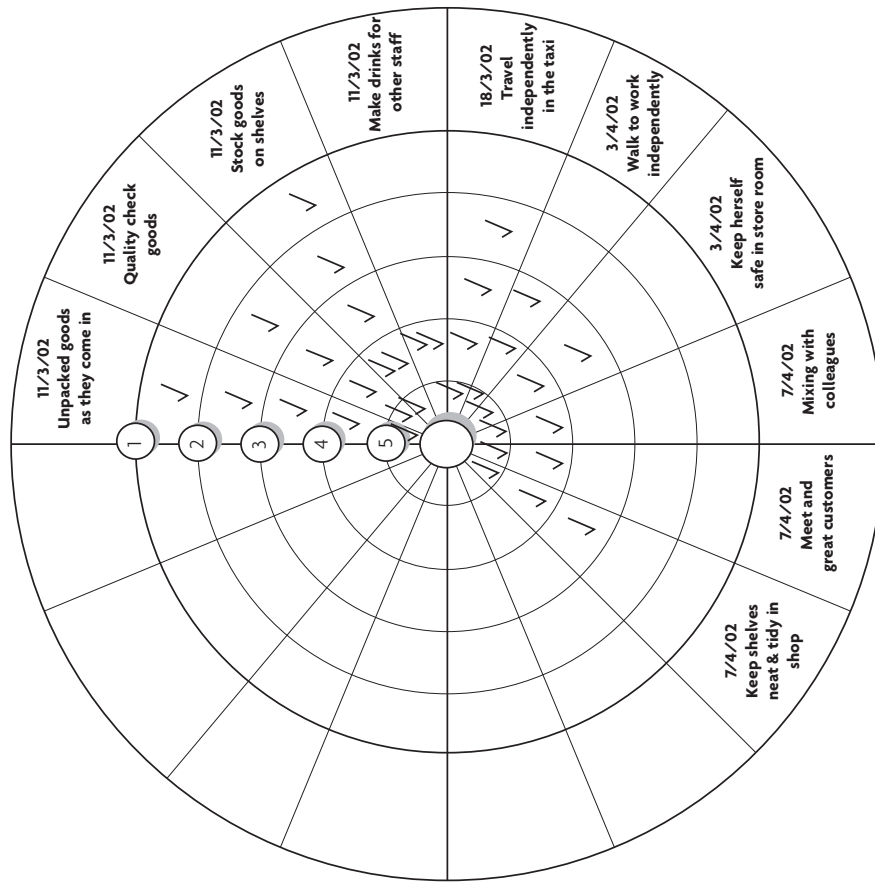 11/3/02
Unpacked goods
as they come in
11/3/02
Quality check
goods
11/3/02
Stock goods
on shelves
11/3/02
Make drinks for
other staff
18/3/02
Travel
independently
in the taxi
3/4/02
Walk to work
independently
3/4/02
Keep herself
safe in store room
7/4/02
Mixing with
colleagues
7/4/02
Meet and
great customers
7/4/02
Keep shelves
neat & tidy in
shop
1
2
3
4
5